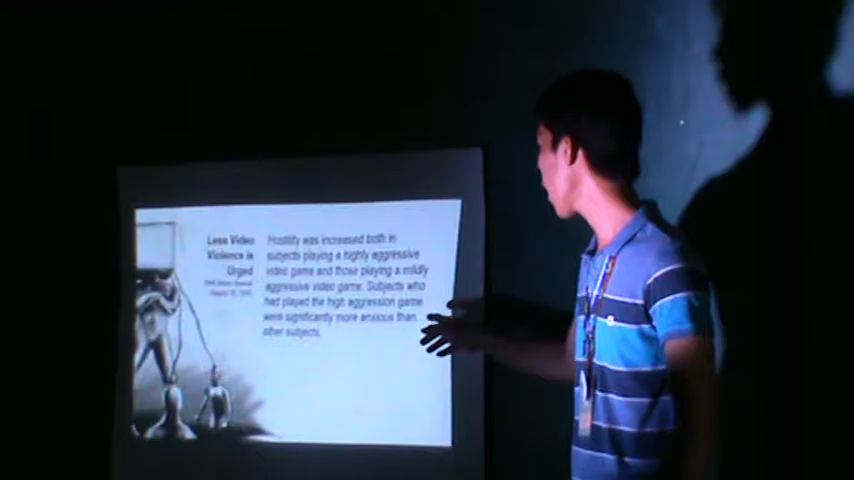 Less Video
Violence is
Urged
Hostility was increased both in
subjects playing a highly aggressive
video game and those playing a mildly
aggressive video game. Subjects who
had played the high aggression game
were significantly more anxious than
other subjects.